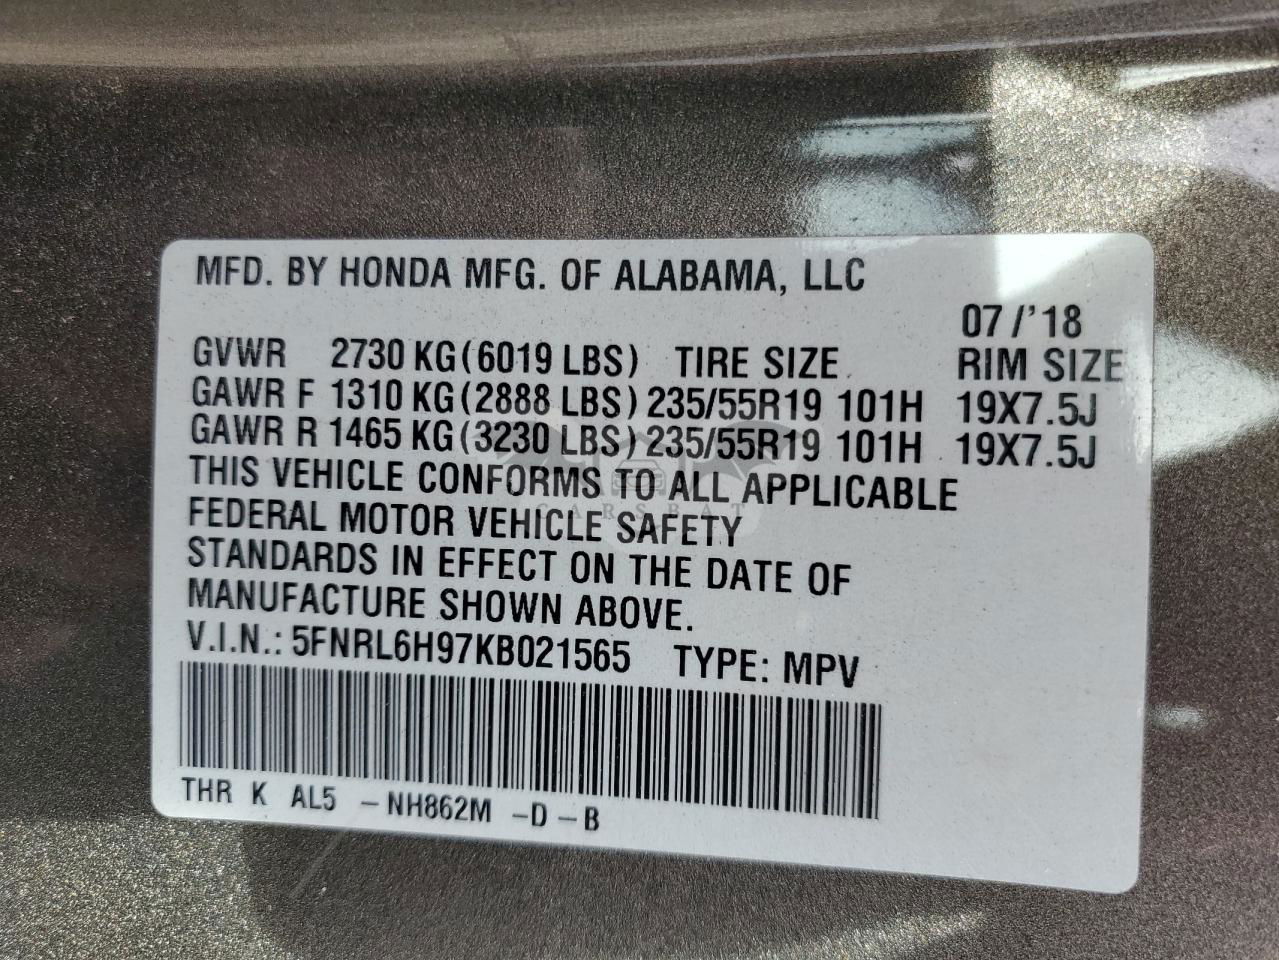 MFD. BY HONDA MFG. OF ALABAMA, LLC
07/'18
GVWR 2730 KG (6019 LBS) TIRE SIZE RIM SIZE
GAWR F 1310 KG (2888 LBS) 235/55R19 101H 19X7.5J
GAWR R 1465 KG (3230 LBS) 235/55R19 101H 19X7.5J
THIS VEHICLE CONFORMS TO ALL APPLICABLE
FEDERAL MOTOR VEHICLE SAFETY
STANDARDS IN EFFECT ON THE DATE OF
MANUFACTURE SHOWN ABOVE.
V.I.N.: 5FNRL6H97KB021565 TYPE: MPV
THR K AL5 -NH862M -D-B
CARSBAT